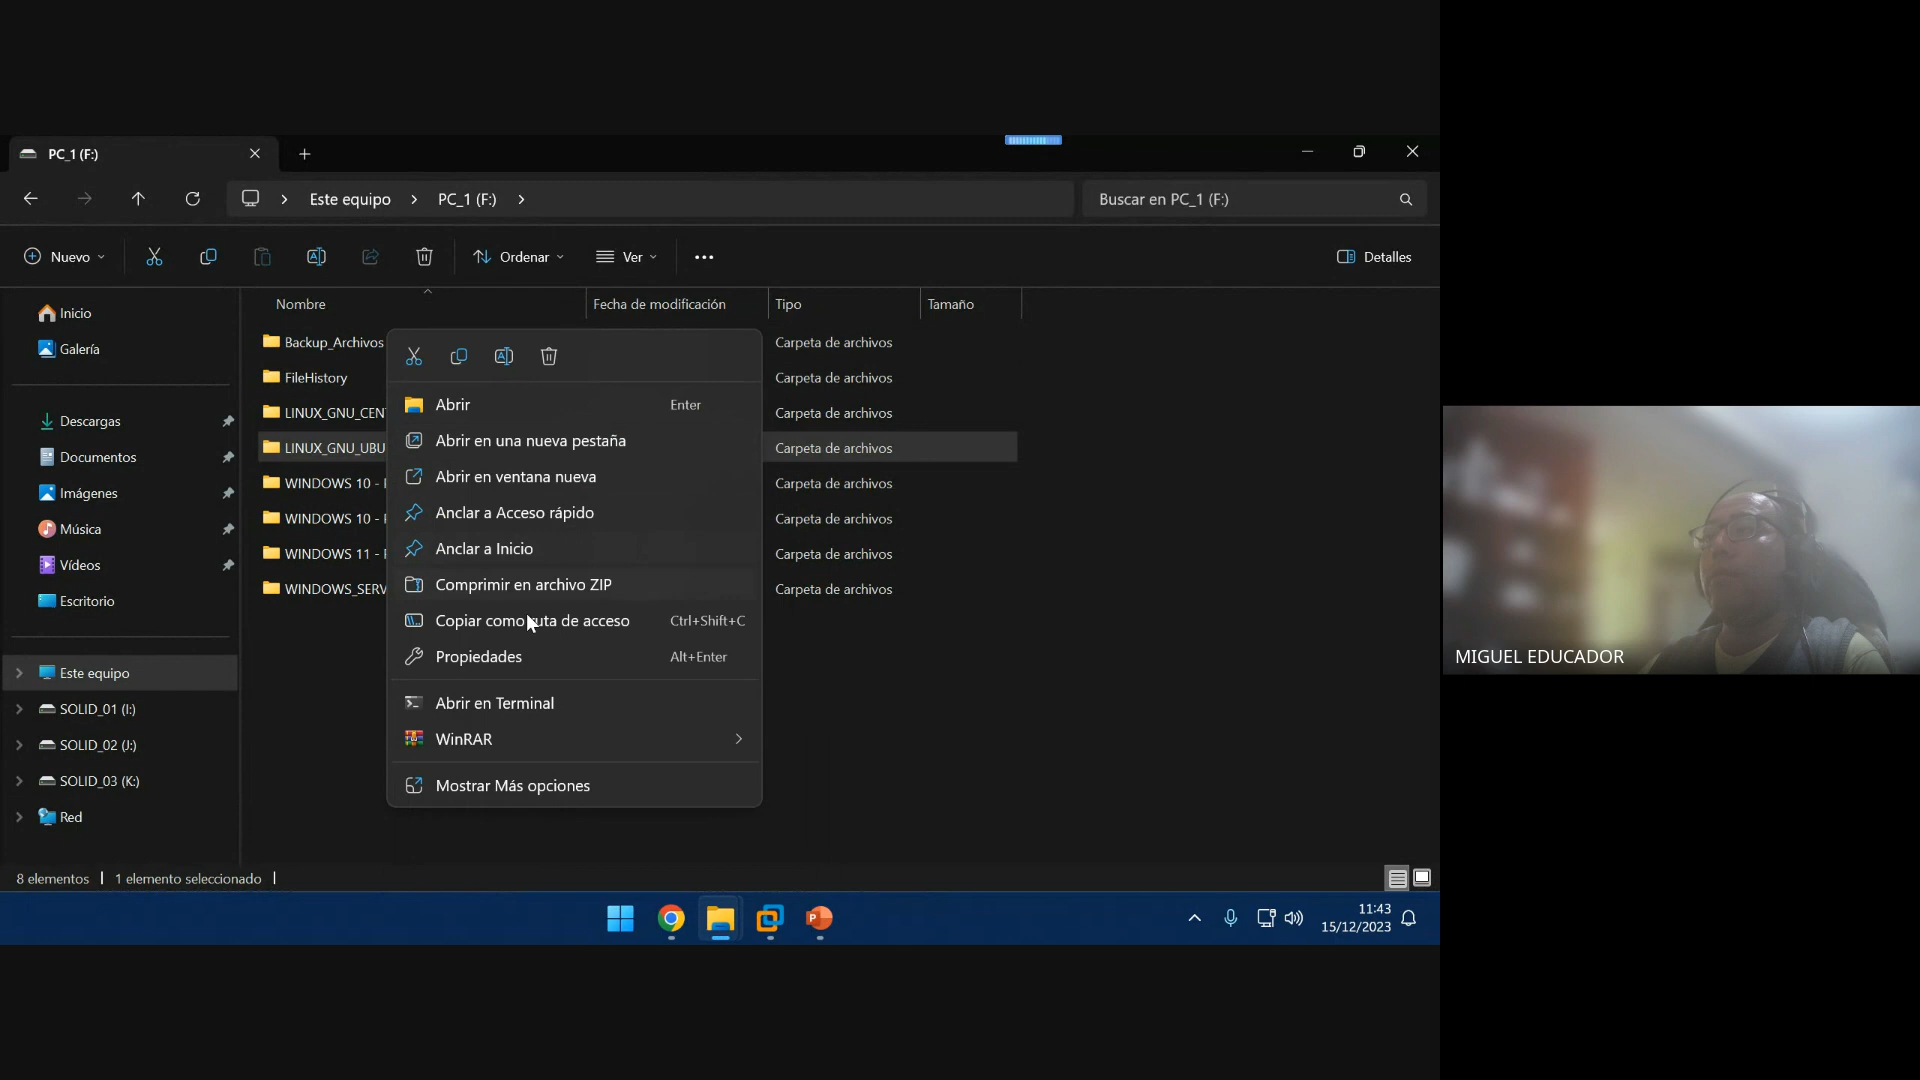 PC_1 (F:)
Este equipo
PC_1 (F:)
Buscar en PC_1 (F:)
Nuevo
Ordenar
Ver
Detalles
Nombre
Fecha de modificación
Tipo
Tamaño
Inicio
Galería
Descargas
Documentos
Imágenes
Música
Vídeos
Escritorio
Este equipo
SOLID_01 (I:)
SOLID_02 (J:)
SOLID_03 (K:)
Red
Backup_Archivos
Carpeta de archivos
FileHistory
Carpeta de archivos
LINUX_GNU_CEN
Carpeta de archivos
LINUX_GNU_UBU
Carpeta de archivos
WINDOWS 10 -
Carpeta de archivos
WINDOWS 10 -
Carpeta de archivos
WINDOWS 11 -
Carpeta de archivos
WINDOWS_SERV
Carpeta de archivos
Abrir Enter
Abrir en una nueva pestaña
Abrir en ventana nueva
Anclar a Acceso rápido
Anclar a Inicio
Comprimir en archivo ZIP
Copiar como ruta de acceso Ctrl+Shift+C
Propiedades Alt+Enter
Abrir en Terminal
WinRAR
Mostrar Más opciones
8 elementos
1 elemento seleccionado
11:43
15/12/2023
MIGUEL EDUCADOR